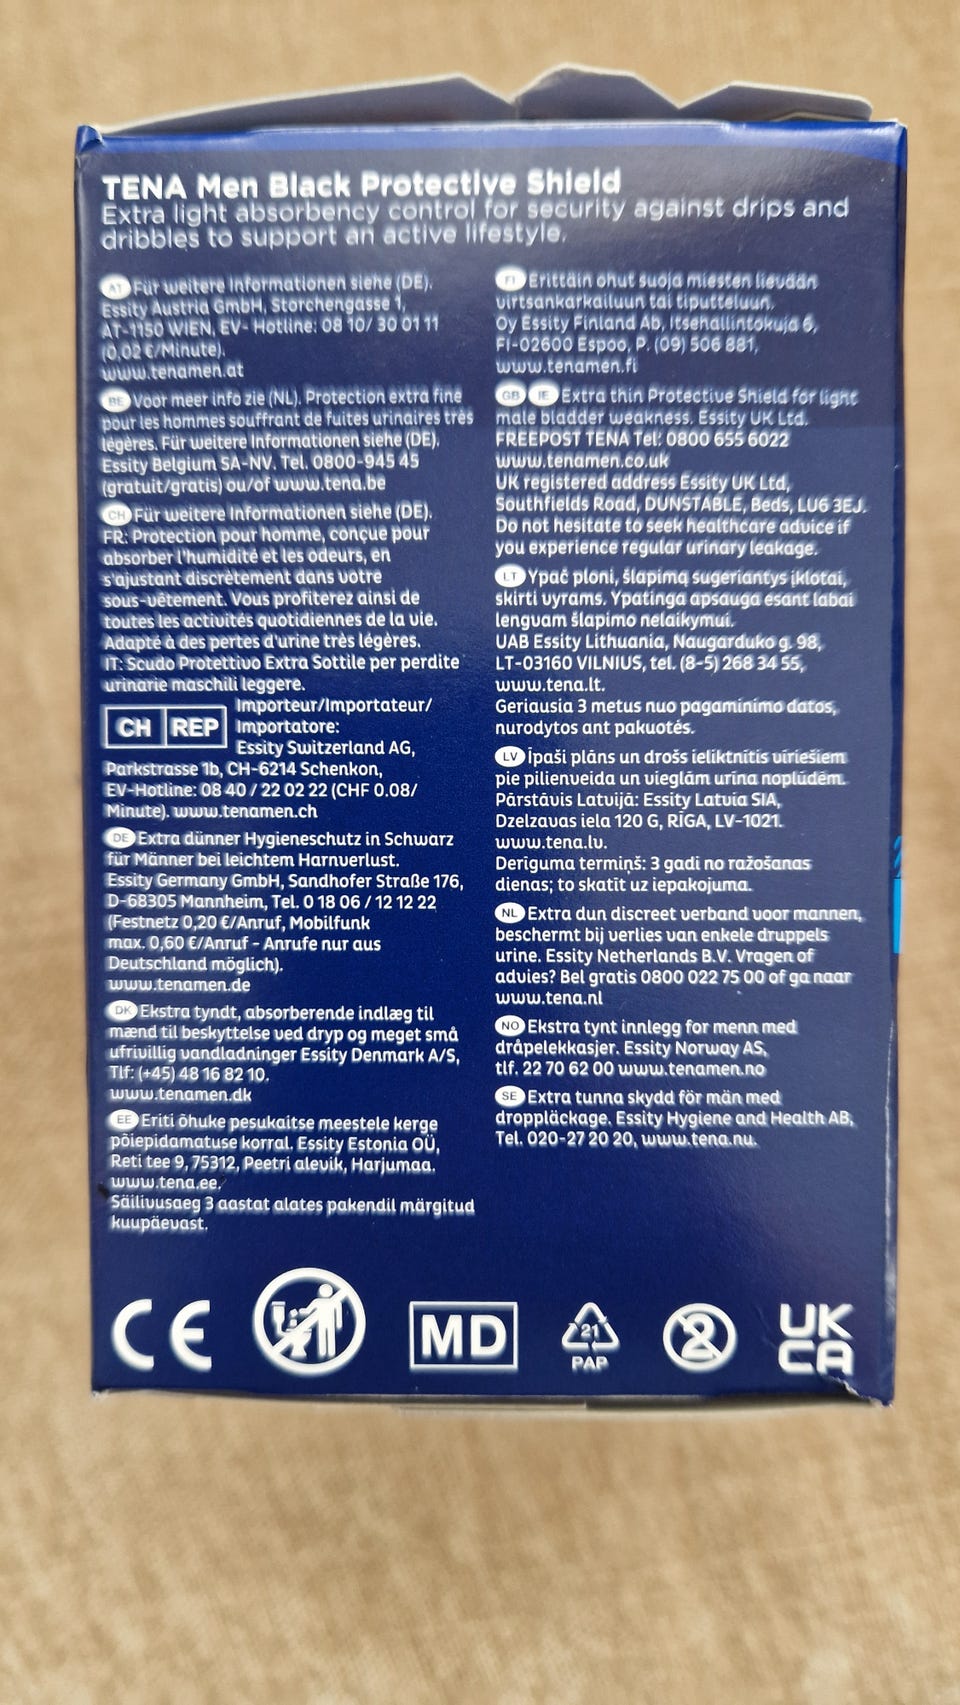 TENA Men Black Protective Shield
Extra light absorbency control for security against drips and
dribbles to support an active lifestyle.
AT Für weitere Informationen siehe (DE).
Essity Austria GmbH, Storchengasse 1,
AT-1150 WIEN, EV- Hotline: 08 10/ 30 01 11
(0,02 €/Minute).
www.tenamen.at
BE Voor meer info zie (NL). Protection extra fine
pour les hommes souffrant de fuites urinaires très
légères. Für weitere Informationen siehe (DE).
Essity Belgium SA-NV. Tel. 0800-945 45
(gratuit/gratis) ou/of www.tena.be
CH Für weitere Informationen siehe (DE).
FR: Protection pour homme, conçue pour
absorber l'humidité et les odeurs, en
s'ajustant discrètement dans votre
sous-vêtement. Vous profiterez ainsi de
toutes les activités quotidiennes de la vie.
Adapté à des pertes d'urine très légères.
IT: Scudo Protettivo Extra Sottile per perdite
urinarie maschili leggere.
CH REP Importeur/Importateur/
Importatore:
Essity Switzerland AG,
Parkstrasse 1b, CH-6214 Schenkon,
EV-Hotline: 08 40 / 22 02 22 (CHF 0.08/
Minute). www.tenamen.ch
DE Extra dünner Hygieneschutz in Schwarz
für Männer bei leichtem Harnverlust.
Essity Germany GmbH, Sandhofer Straße 176,
D-68305 Mannheim, Tel. 0 18 06 / 12 12 22
(Festnetz 0,20 €/Anruf, Mobilfunk
max. 0,60 €/Anruf - Anrufe nur aus
Deutschland möglich).
www.tenamen.de
DK Ekstra tyndt, absorberende indlæg til
mænd til beskyttelse ved dryp og meget små
ufrivillig vandladninger Essity Denmark A/S,
Tlf: (+45) 48 16 82 10.
www.tenamen.dk
EE Eriti õhuke pesukaitse meestele kerge
põiepidamatuse korral. Essity Estonia OÜ,
Reti tee 9, 75312, Peetri alevik, Harjumaa.
www.tena.ee.
Säilivusaeg 3 aastat alates pakendil märgitud
kuupäevast.
FI Erittäin ohut suoja miesten lievään
virtsankarkailuun tai tiputteluun.
Oy Essity Finland Ab, Itsehallintokuja 6,
FI-02600 Espoo, P. (09) 506 881,
www.tenamen.fi
GB IE Extra thin Protective Shield for light
male bladder weakness. Essity UK Ltd.
FREEPOST TENA Tel: 0800 655 6022
www.tenamen.co.uk
UK registered address Essity UK Ltd,
Southfields Road, DUNSTABLE, Beds, LU6 3EJ.
Do not hesitate to seek healthcare advice if
you experience regular urinary leakage.
LT Ypač ploni, šlapimą sugeriantys įklotai,
skirti vyrams. Ypatinga apsauga esant labai
lengvam šlapimo nelaikymui.
UAB Essity Lithuania, Naugarduko g. 98,
LT-03160 VILNIUS, tel. (8-5) 268 34 55,
www.tena.lt.
Geriausia 3 metus nuo pagaminimo datos,
nurodytos ant pakuotės.
LV Īpaši plāns un drošs ieliktnītis vīriešiem
pie pilienveida un vieglām urīna noplūdēm.
Pārstāvis Latvijā: Essity Latvia SIA,
Dzelzavas iela 120 G, RĪGA, LV-1021.
www.tena.lv.
Derīguma termiņš: 3 gadi no ražošanas
dienas; to skatīt uz iepakojuma.
NL Extra dun discreet verband voor mannen,
beschermt bij verlies van enkele druppels
urine. Essity Netherlands B.V. Vragen of
advies? Bel gratis 0800 022 75 00 of ga naar
www.tena.nl
NO Ekstra tynt innlegg for menn med
dråpelekkasjer. Essity Norway AS,
tlf. 22 70 62 00 www.tenamen.no
SE Extra tunna skydd för män med
droppläckage. Essity Hygiene and Health AB,
Tel. 020-27 20 20, www.tena.nu.
CE MD 21 PAP 2 UK
CA